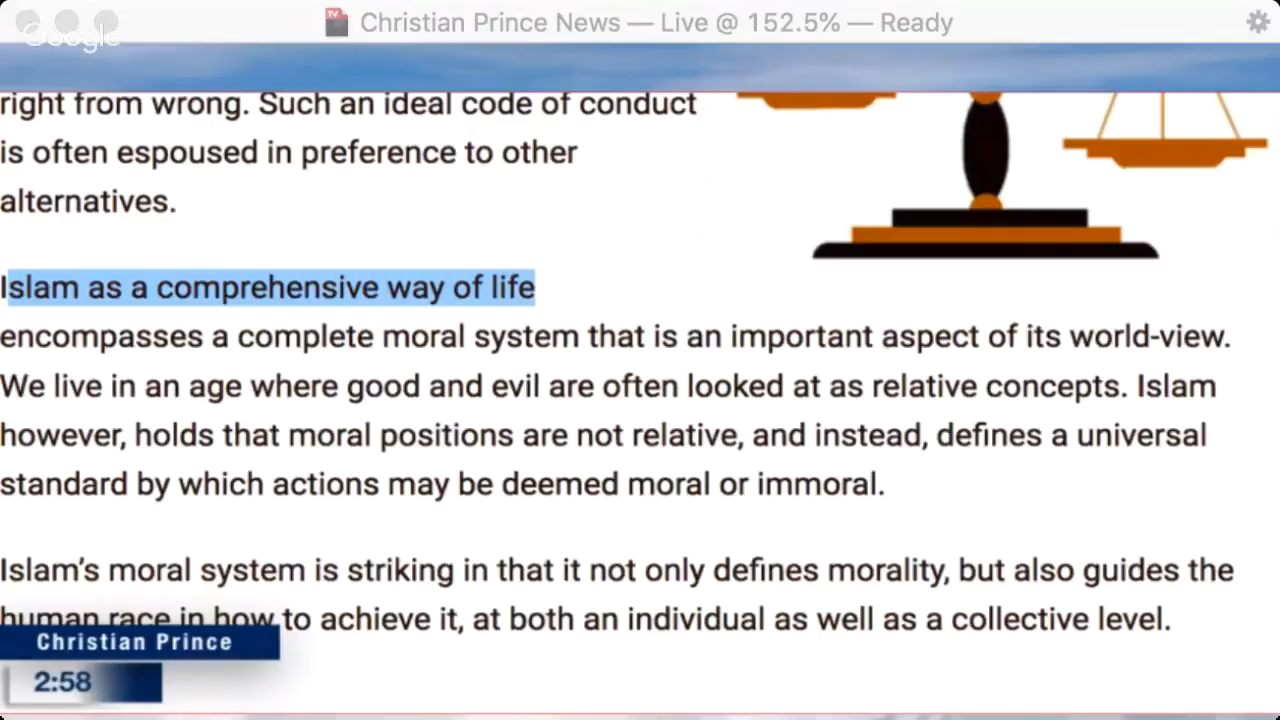 Christian Prince News — Live @ 152.5% — Ready
TV
Google
right from wrong. Such an ideal code of conduct
is often espoused in preference to other
alternatives.
Islam as a comprehensive way of life
encompasses a complete moral system that is an important aspect of its world-view.
We live in an age where good and evil are often looked at as relative concepts. Islam
however, holds that moral positions are not relative, and instead, defines a universal
standard by which actions may be deemed moral or immoral.
Islam’s moral system is striking in that it not only defines morality, but also guides the
human race in how to achieve it, at both an individual as well as a collective level.
Christian Prince
2:58